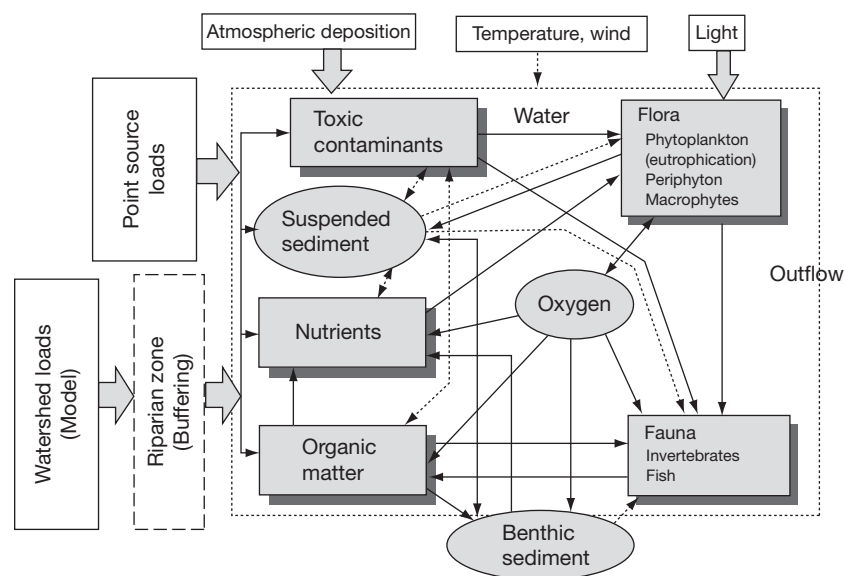 Atmospheric deposition
Temperature, wind
Light
Point source
loads
Toxic
contaminants
Water
Flora
Phytoplankton
(eutrophication)
Periphyton
Macrophytes
Suspended
sediment
Outflow
Oxygen
Nutrients
Watershed loads
(Model)
Riparian zone
(Buffering)
Organic
matter
Fauna
Invertebrates
Fish
Benthic
sediment